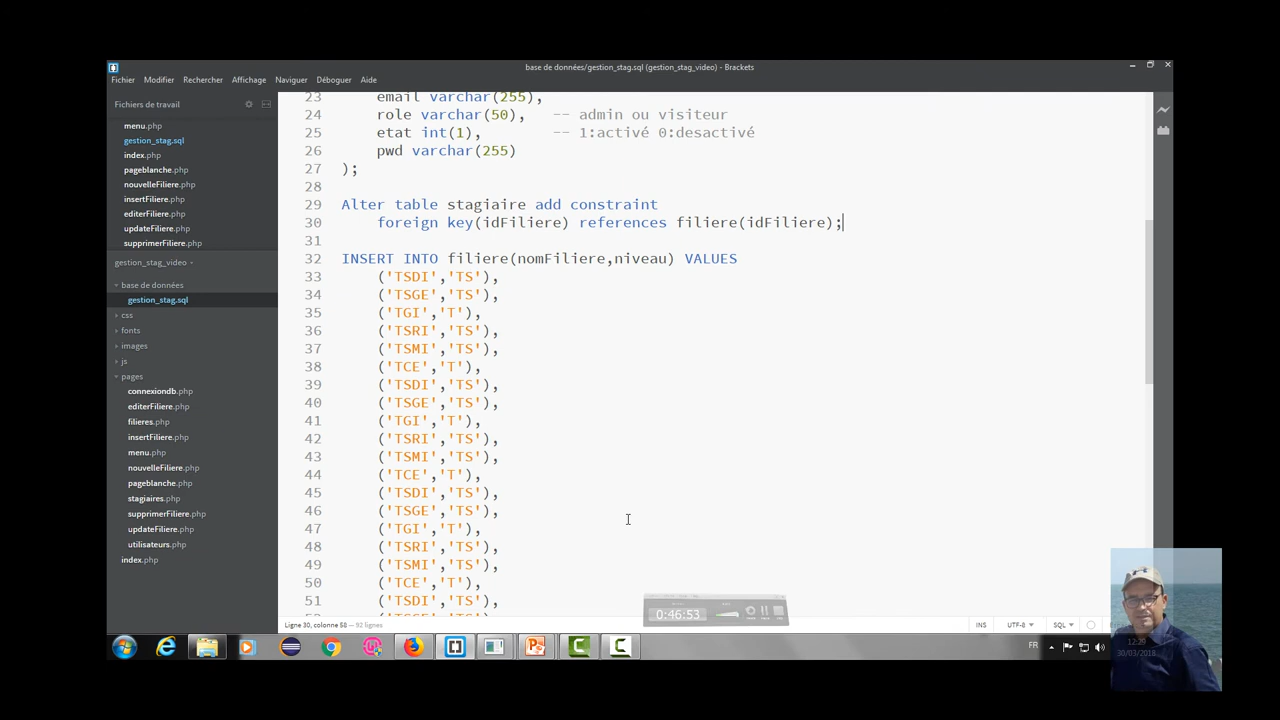 base de données/gestion_stag.sql (gestion_stag_video) - Brackets
Fichier Modifier Rechercher Affichage Naviguer Déboguer Aide
Fichiers de travail
menu.php
gestion_stag.sql
index.php
pageblanche.php
nouvelleFiliere.php
insertFiliere.php
editerFiliere.php
updateFiliere.php
supprimerFiliere.php
gestion_stag_video
base de données
gestion_stag.sql
css
fonts
images
js
pages
connexiondb.php
editerFiliere.php
filieres.php
insertFiliere.php
menu.php
nouvelleFiliere.php
pageblanche.php
stagiaires.php
supprimerFiliere.php
updateFiliere.php
utilisateurs.php
index.php
23 email varchar(255),
24 role varchar(50), -- admin ou visiteur
25 etat int(1), -- 1:activé 0:desactivé
26 pwd varchar(255)
27 );
28
29 Alter table stagiaire add constraint
30 foreign key(idFiliere) references filiere(idFiliere);
31
32 INSERT INTO filiere(nomFiliere,niveau) VALUES
33 ('TSDI','TS'),
34 ('TSGE','TS'),
35 ('TGI','T'),
36 ('TSRI','TS'),
37 ('TSMI','TS'),
38 ('TCE','T'),
39 ('TSDI','TS'),
40 ('TSGE','TS'),
41 ('TGI','T'),
42 ('TSRI','TS'),
43 ('TSMI','TS'),
44 ('TCE','T'),
45 ('TSDI','TS'),
46 ('TSGE','TS'),
47 ('TGI','T'),
48 ('TSRI','TS'),
49 ('TSMI','TS'),
50 ('TCE','T'),
51 ('TSDI','TS'),
0:46:53
Ligne 30, colonne 58 — 92 lignes
INS UTF-8 SQL
FR
12:29
30/03/2018